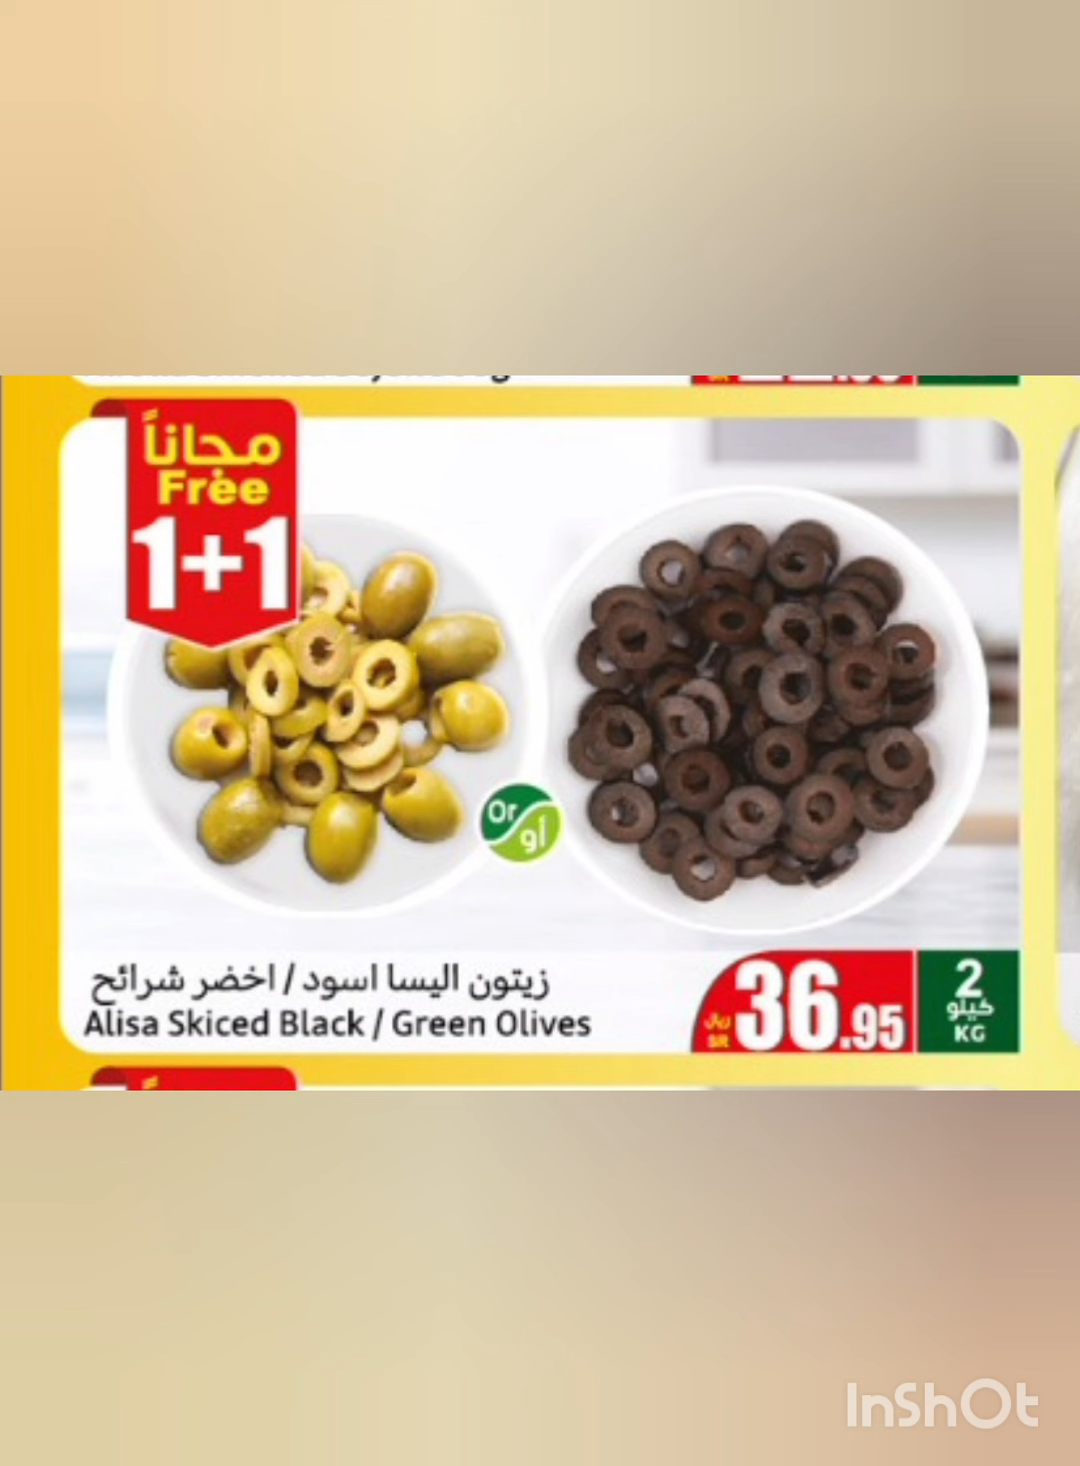 مجاناً
Free
1+1
Or
أو
زيتون اليسا اسود / اخضر شرائح
Alisa Skiced Black / Green Olives
ريال
SR
36.95
2
كيلو
KG
InShOt